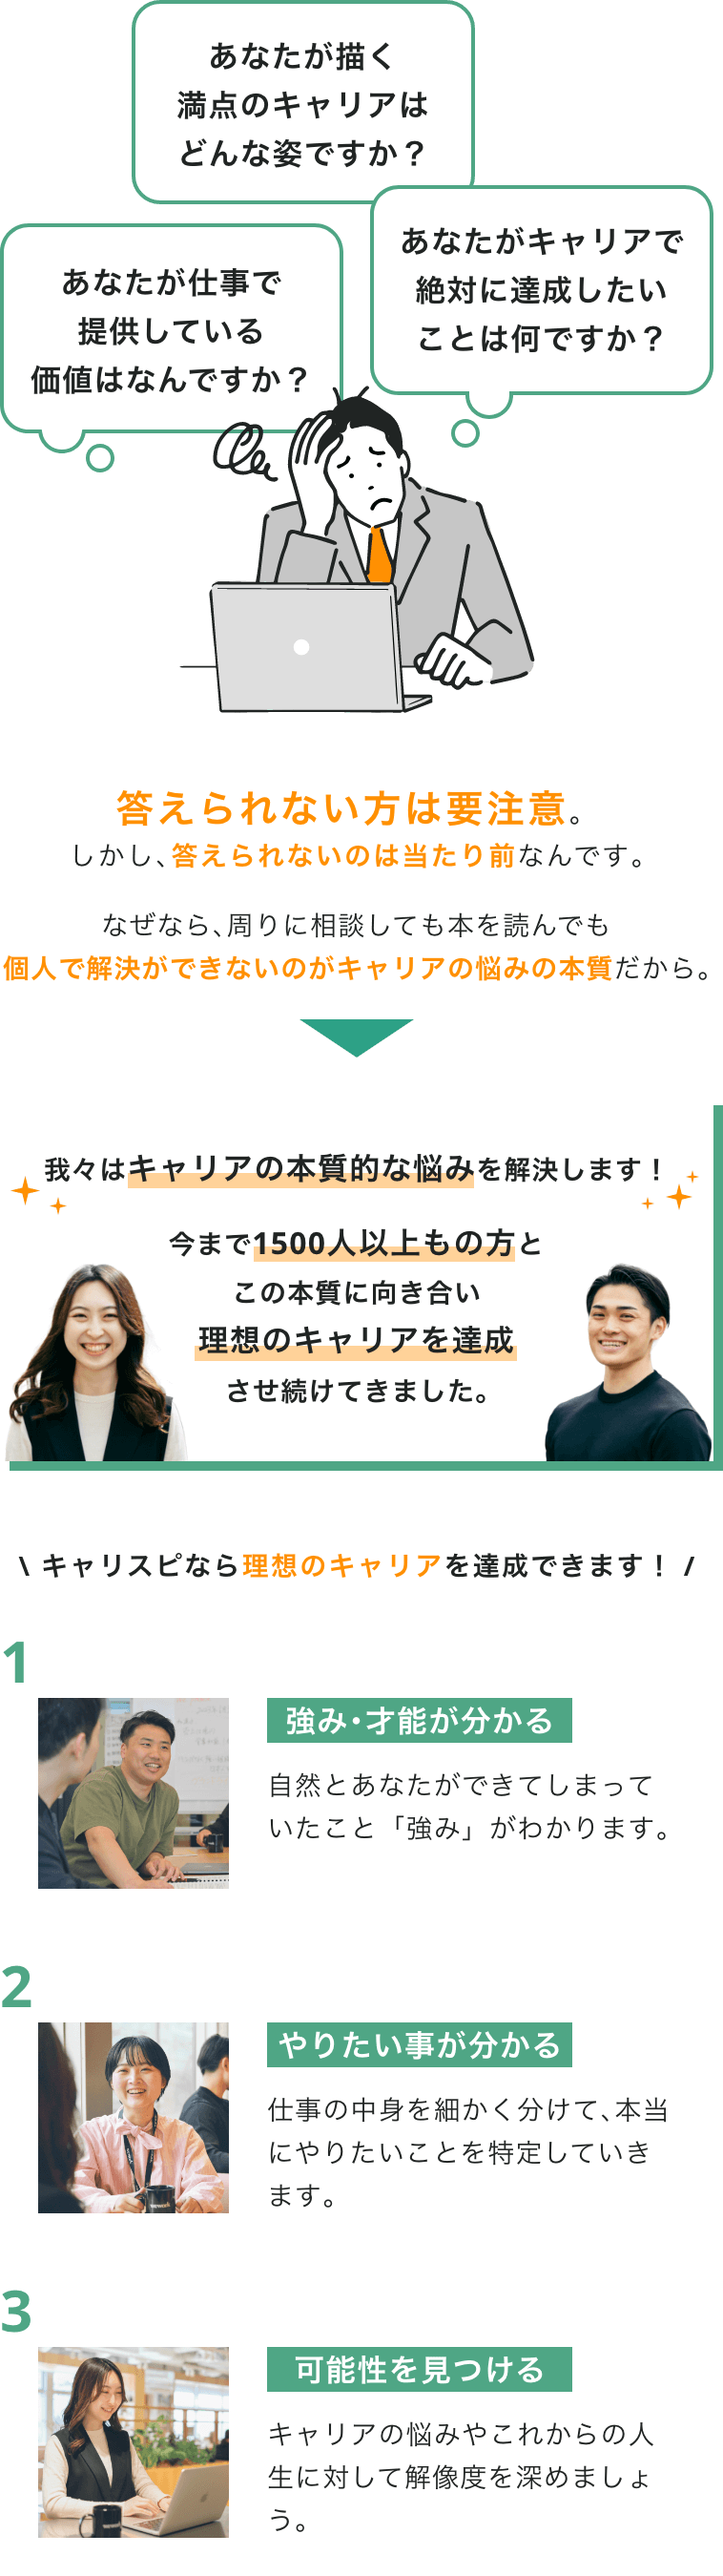 あなたが描く
満点のキャリアは
どんな姿ですか？
あなたがキャリアで
絶対に達成したい
ことは何ですか？
あなたが仕事で
提供している
価値はなんですか？
答えられない方は要注意。
しかし、答えられないのは当たり前なんです。
なぜなら、周りに相談しても本を読んでも
個人で解決ができないのがキャリアの悩みの本質だから。
我々はキャリアの本質的な悩みを解決します！
今まで1500人以上もの方と
この本質に向き合い
理想のキャリアを達成
させ続けてきました。
\ キャリスピなら理想のキャリアを達成できます！ /
1
強み・才能が分かる
自然とあなたができてしまって
いたこと「強み」がわかります。
2
やりたい事が分かる
仕事の中身を細かく分けて、本当
にやりたいことを特定していき
ます。
3
可能性を見つける
キャリアの悩みやこれからの人
生に対して解像度を深めましょ
う。